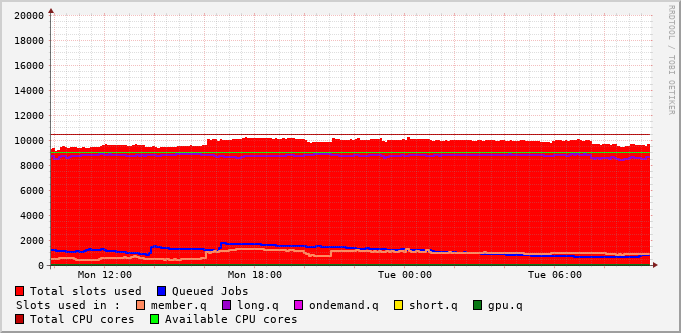 20000
18000
16000
14000
12000
10000
8000
6000
4000
2000
0
Mon 12:00 Mon 18:00 Tue 00:00 Tue 06:00
RRDTOOL / TOBI OETIKER
Total slots used Queued Jobs
Slots used in : member.q long.q ondemand.q short.q gpu.q
Total CPU cores Available CPU cores